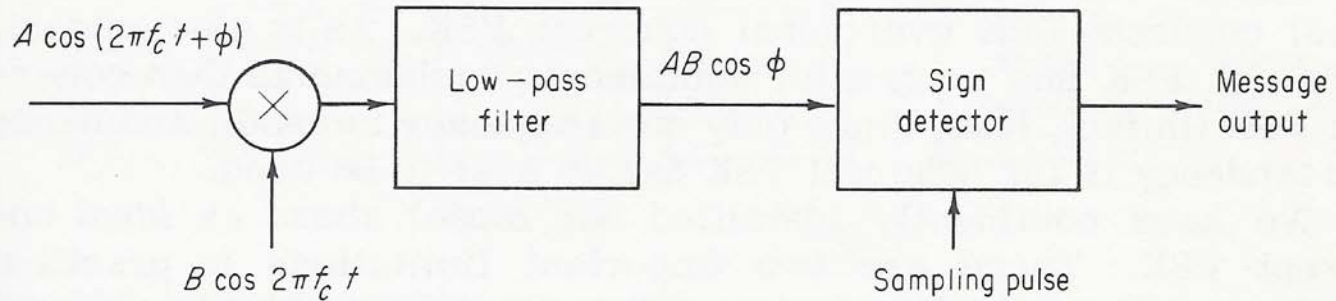 A cos (2πf_c t+ϕ)
Low-pass
filter
AB cos ϕ
Sign
detector
Message
output
B cos 2πf_c t
Sampling pulse